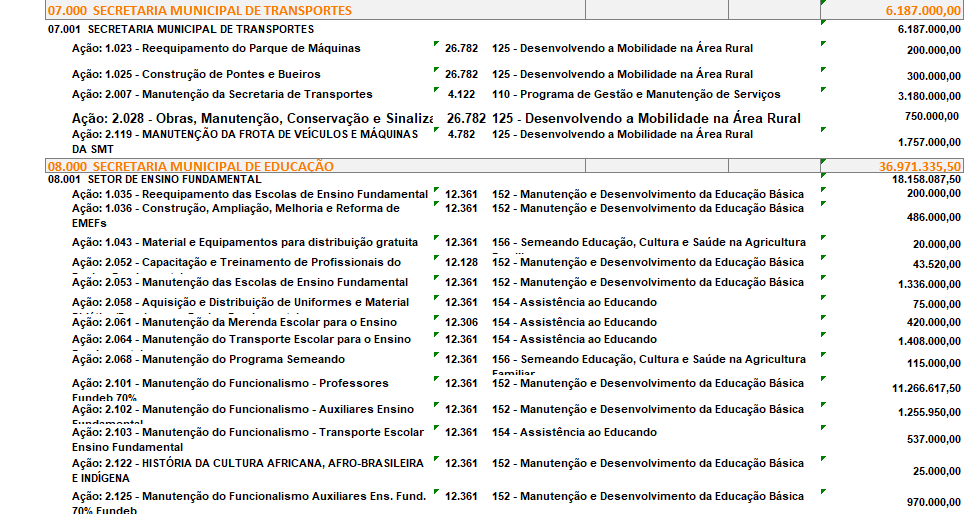 07.000 SECRETARIA MUNICIPAL DE TRANSPORTES 6.187.000,00
07.001 SECRETARIA MUNICIPAL DE TRANSPORTES 6.187.000,00
Ação: 1.023 - Reequipamento do Parque de Máquinas 26.782 125 - Desenvolvendo a Mobilidade na Área Rural 200.000,00
Ação: 1.025 - Construção de Pontes e Bueiros 26.782 125 - Desenvolvendo a Mobilidade na Área Rural 300.000,00
Ação: 2.007 - Manutenção da Secretaria de Transportes 4.122 110 - Programa de Gestão e Manutenção de Serviços 3.180.000,00
Ação: 2.028 - Obras, Manutenção, Conservação e Sinaliza 26.782 125 - Desenvolvendo a Mobilidade na Área Rural 750.000,00
Ação: 2.119 - MANUTENÇÃO DA FROTA DE VEÍCULOS E MÁQUINAS 4.782 125 - Desenvolvendo a Mobilidade na Área Rural
DA SMT 1.757.000,00
08.000 SECRETARIA MUNICIPAL DE EDUCAÇÃO 36.971.335,50
08.001 SETOR DE ENSINO FUNDAMENTAL 18.158.087,50
Ação: 1.035 - Reequipamento das Escolas de Ensino Fundamental 12.361 152 - Manutenção e Desenvolvimento da Educação Básica 200.000,00
Ação: 1.036 - Construção, Ampliação, Melhoria e Reforma de 12.361 152 - Manutenção e Desenvolvimento da Educação Básica
EMEFs 486.000,00
Ação: 1.043 - Material e Equipamentos para distribuição gratuita 12.361 156 - Semeando Educação, Cultura e Saúde na Agricultura 20.000,00
Ação: 2.052 - Capacitação e Treinamento de Profissionais do 12.128 152 - Manutenção e Desenvolvimento da Educação Básica 43.520,00
Ação: 2.053 - Manutenção das Escolas de Ensino Fundamental 12.361 152 - Manutenção e Desenvolvimento da Educação Básica 1.336.000,00
Ação: 2.058 - Aquisição e Distribuição de Uniformes e Material 12.361 154 - Assistência ao Educando 75.000,00
Ação: 2.061 - Manutenção da Merenda Escolar para o Ensino 12.306 154 - Assistência ao Educando 420.000,00
Ação: 2.064 - Manutenção do Transporte Escolar para o Ensino 12.361 154 - Assistência ao Educando 1.408.000,00
Ação: 2.068 - Manutenção do Programa Semeando 12.361 156 - Semeando Educação, Cultura e Saúde na Agricultura 115.000,00
Familiar
Ação: 2.101 - Manutenção do Funcionalismo - Professores 12.361 152 - Manutenção e Desenvolvimento da Educação Básica 11.266.617,50
Fundeb 70%
Ação: 2.102 - Manutenção do Funcionalismo - Auxiliares Ensino 12.361 152 - Manutenção e Desenvolvimento da Educação Básica 1.255.950,00
Fundamental
Ação: 2.103 - Manutenção do Funcionalismo - Transporte Escolar 12.361 154 - Assistência ao Educando 537.000,00
Ensino Fundamental
Ação: 2.122 - HISTÓRIA DA CULTURA AFRICANA, AFRO-BRASILEIRA 12.361 152 - Manutenção e Desenvolvimento da Educação Básica 25.000,00
E INDÍGENA
Ação: 2.125 - Manutenção do Funcionalismo Auxiliares Ens. Fund. 12.361 152 - Manutenção e Desenvolvimento da Educação Básica 970.000,00
70% Fundeb